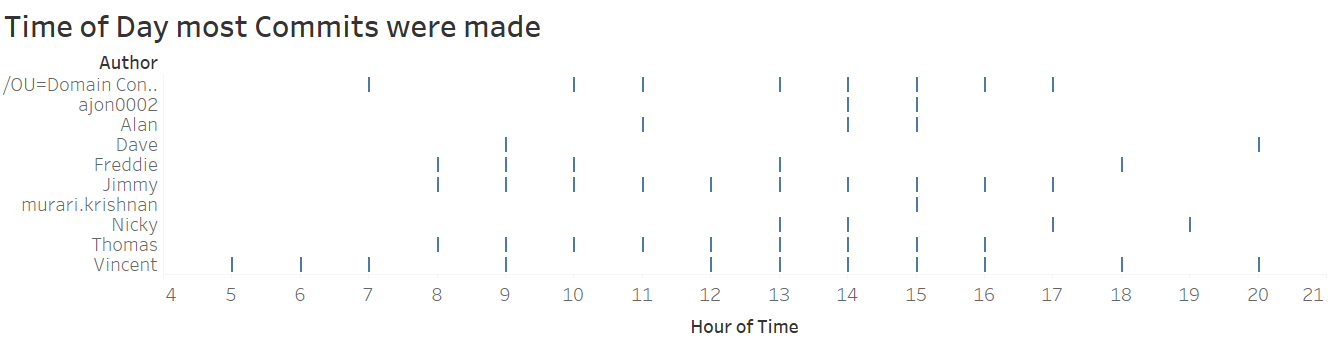 Time of Day most Commits were made
Author
/OU=Domain Con..
ajon0002
Alan
Dave
Freddie
Jimmy
murari.krishnan
Nicky
Thomas
Vincent
4 5 6 7 8 9 10 11 12 13 14 15 16 17 18 19 20 21
Hour of Time